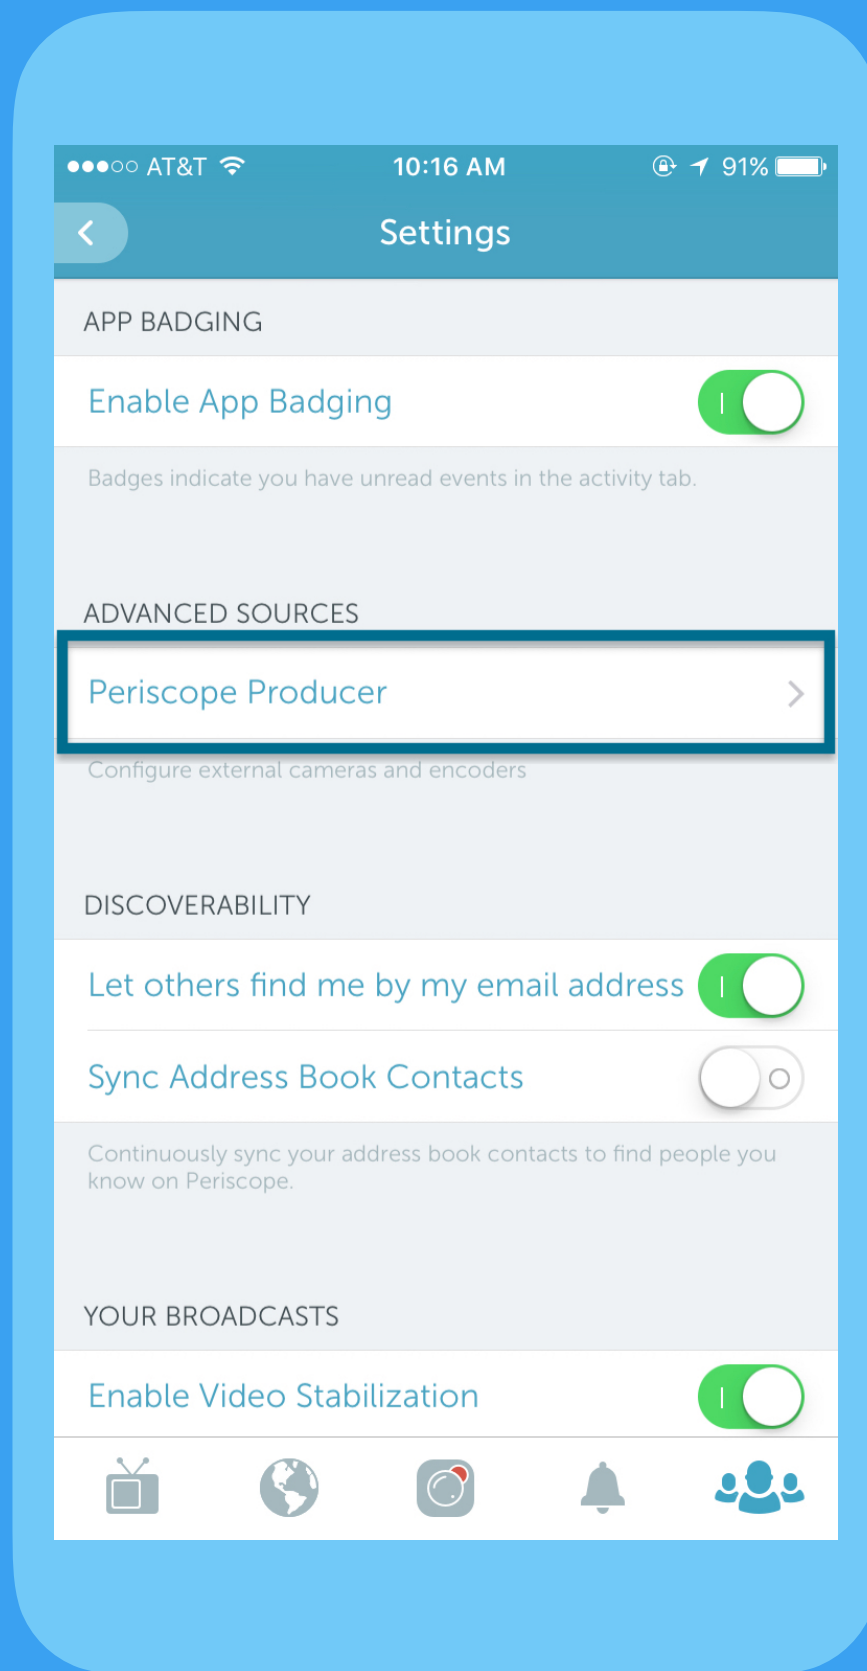 AT&T 10:16 AM 91%
Settings
APP BADGING
Enable App Badging
Badges indicate you have unread events in the activity tab.
ADVANCED SOURCES
Periscope Producer
Configure external cameras and encoders
DISCOVERABILITY
Let others find me by my email address
Sync Address Book Contacts
Continuously sync your address book contacts to find people you
know on Periscope.
YOUR BROADCASTS
Enable Video Stabilization